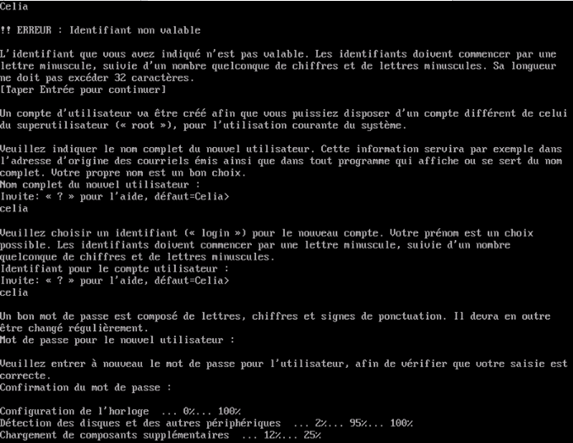 Celia
!! ERREUR : Identifiant non valable
L'identifiant que vous avez indiqué n'est pas valable. Les identifiants doivent commencer par une
lettre minuscule, suivie d'un nombre quelconque de chiffres et de lettres minuscules. Sa longueur
ne doit pas excéder 32 caractères.
[Taper Entrée pour continuer]
Un compte d'utilisateur va être créé afin que vous puissiez disposer d'un compte différent de celui
du superutilisateur (« root »), pour l'utilisation courante du système.
Veuillez indiquer le nom complet du nouvel utilisateur. Cette information servira par exemple dans
l'adresse d'origine des courriels émis ainsi que dans tout programme qui affiche ou se sert du nom
complet. Votre propre nom est un bon choix.
Nom complet du nouvel utilisateur :
Invite: « ? » pour l'aide, défaut=Celia>
celia
Veuillez choisir un identifiant (« login ») pour le nouveau compte. Votre prénom est un choix
possible. Les identifiants doivent commencer par une lettre minuscule, suivie d'un nombre
quelconque de chiffres et de lettres minuscules.
Identifiant pour le compte utilisateur :
Invite: « ? » pour l'aide, défaut=Celia>
celia
Un bon mot de passe est composé de lettres, chiffres et signes de ponctuation. Il devra en outre
être changé régulièrement.
Mot de passe pour le nouvel utilisateur :
Veuillez entrer à nouveau le mot de passe pour l'utilisateur, afin de vérifier que votre saisie est
correcte.
Confirmation du mot de passe :
Configuration de l'horloge  ... 0%... 100%
Détection des disques et des autres périphériques  ... 2%... 95%... 100%
Chargement de composants supplémentaires  ... 12%... 25%